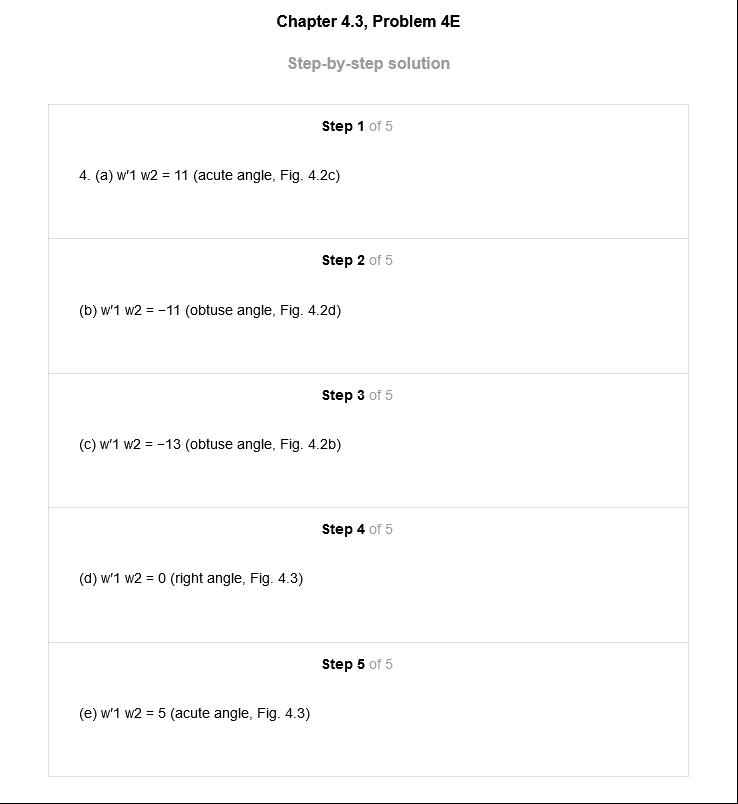 Chapter 4.3, Problem 4E
Step-by-step solution
Step 1 of 5
4. (a) w′1 w2 = 11 (acute angle, Fig. 4.2c)
Step 2 of 5
(b) w′1 w2 = −11 (obtuse angle, Fig. 4.2d)
Step 3 of 5
(c) w′1 w2 = −13 (obtuse angle, Fig. 4.2b)
Step 4 of 5
(d) w′1 w2 = 0 (right angle, Fig. 4.3)
Step 5 of 5
(e) w′1 w2 = 5 (acute angle, Fig. 4.3)